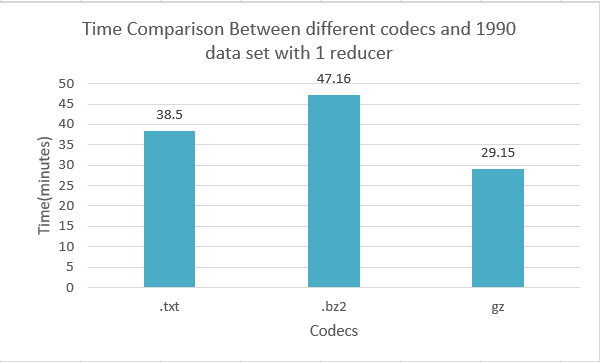 Time Comparison Between different codecs and 1990
data set with 1 reducer
Time(minutes)
50
45
40
35
30
25
20
15
10
5
0
38.5
47.16
29.15
.txt
.bz2
gz
Codecs